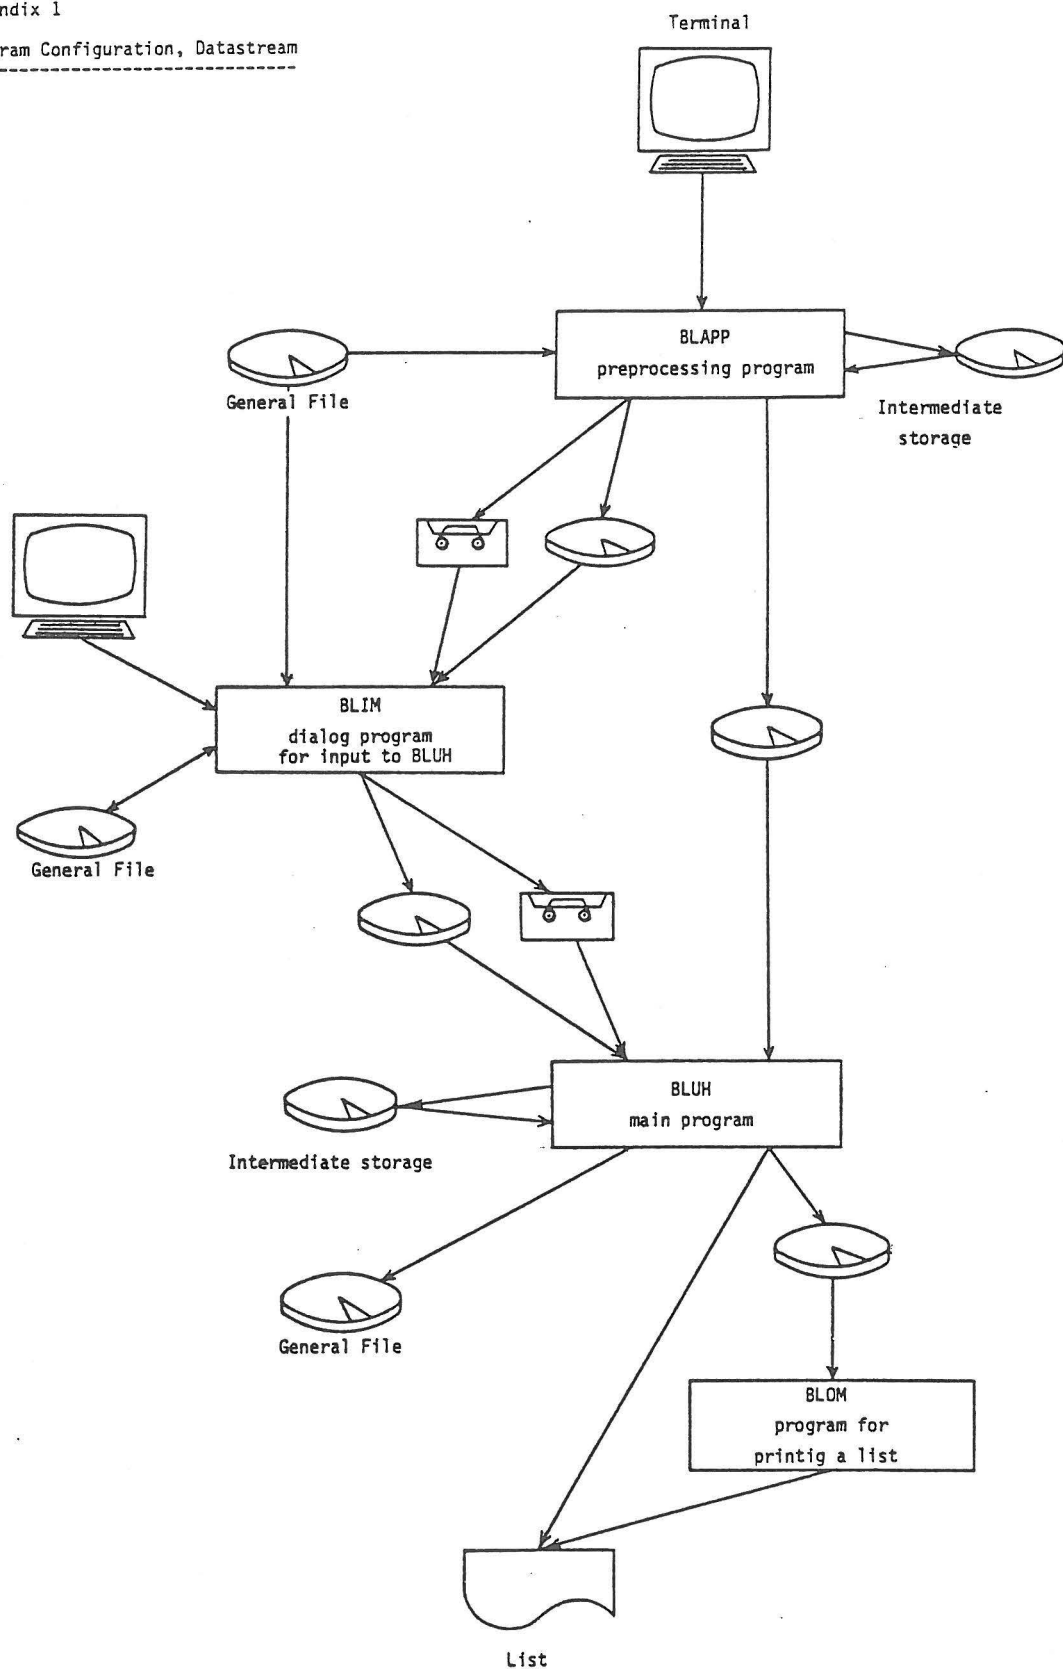 ndix 1
ram Configuration, Datastream
Terminal
BLAPP
preprocessing program
General File
Intermediate
storage
BLIM
dialog program
for input to BLUH
General File
BLUH
main program
Intermediate storage
General File
BLOM
program for
printig a list
List